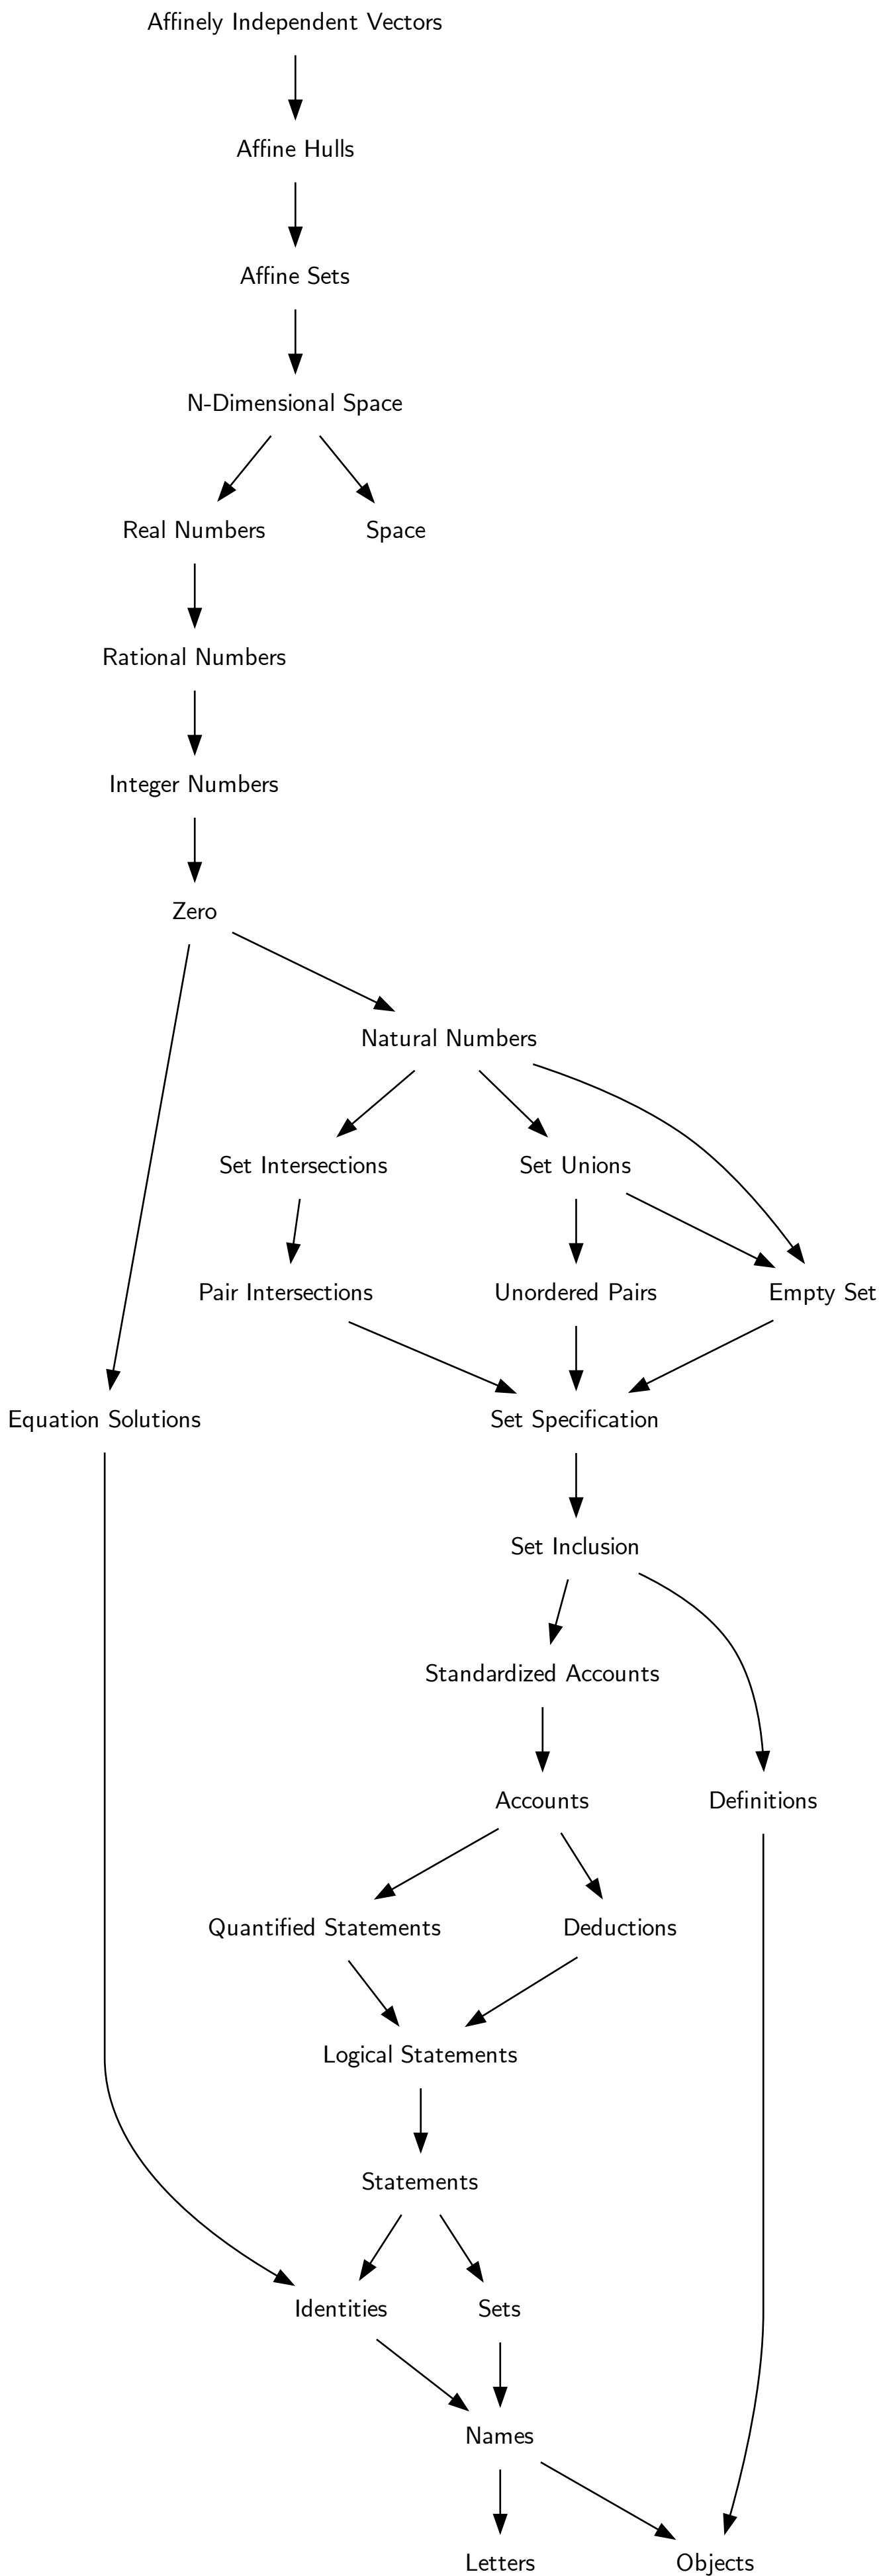 Affinely Independent Vectors
Affine Hulls
Affine Sets
N-Dimensional Space
Real Numbers
Space
Rational Numbers
Integer Numbers
Zero
Natural Numbers
Set Intersections
Set Unions
Pair Intersections
Unordered Pairs
Empty Set
Equation Solutions
Set Specification
Set Inclusion
Standardized Accounts
Accounts
Definitions
Quantified Statements
Deductions
Logical Statements
Statements
Identities
Sets
Names
Letters
Objects